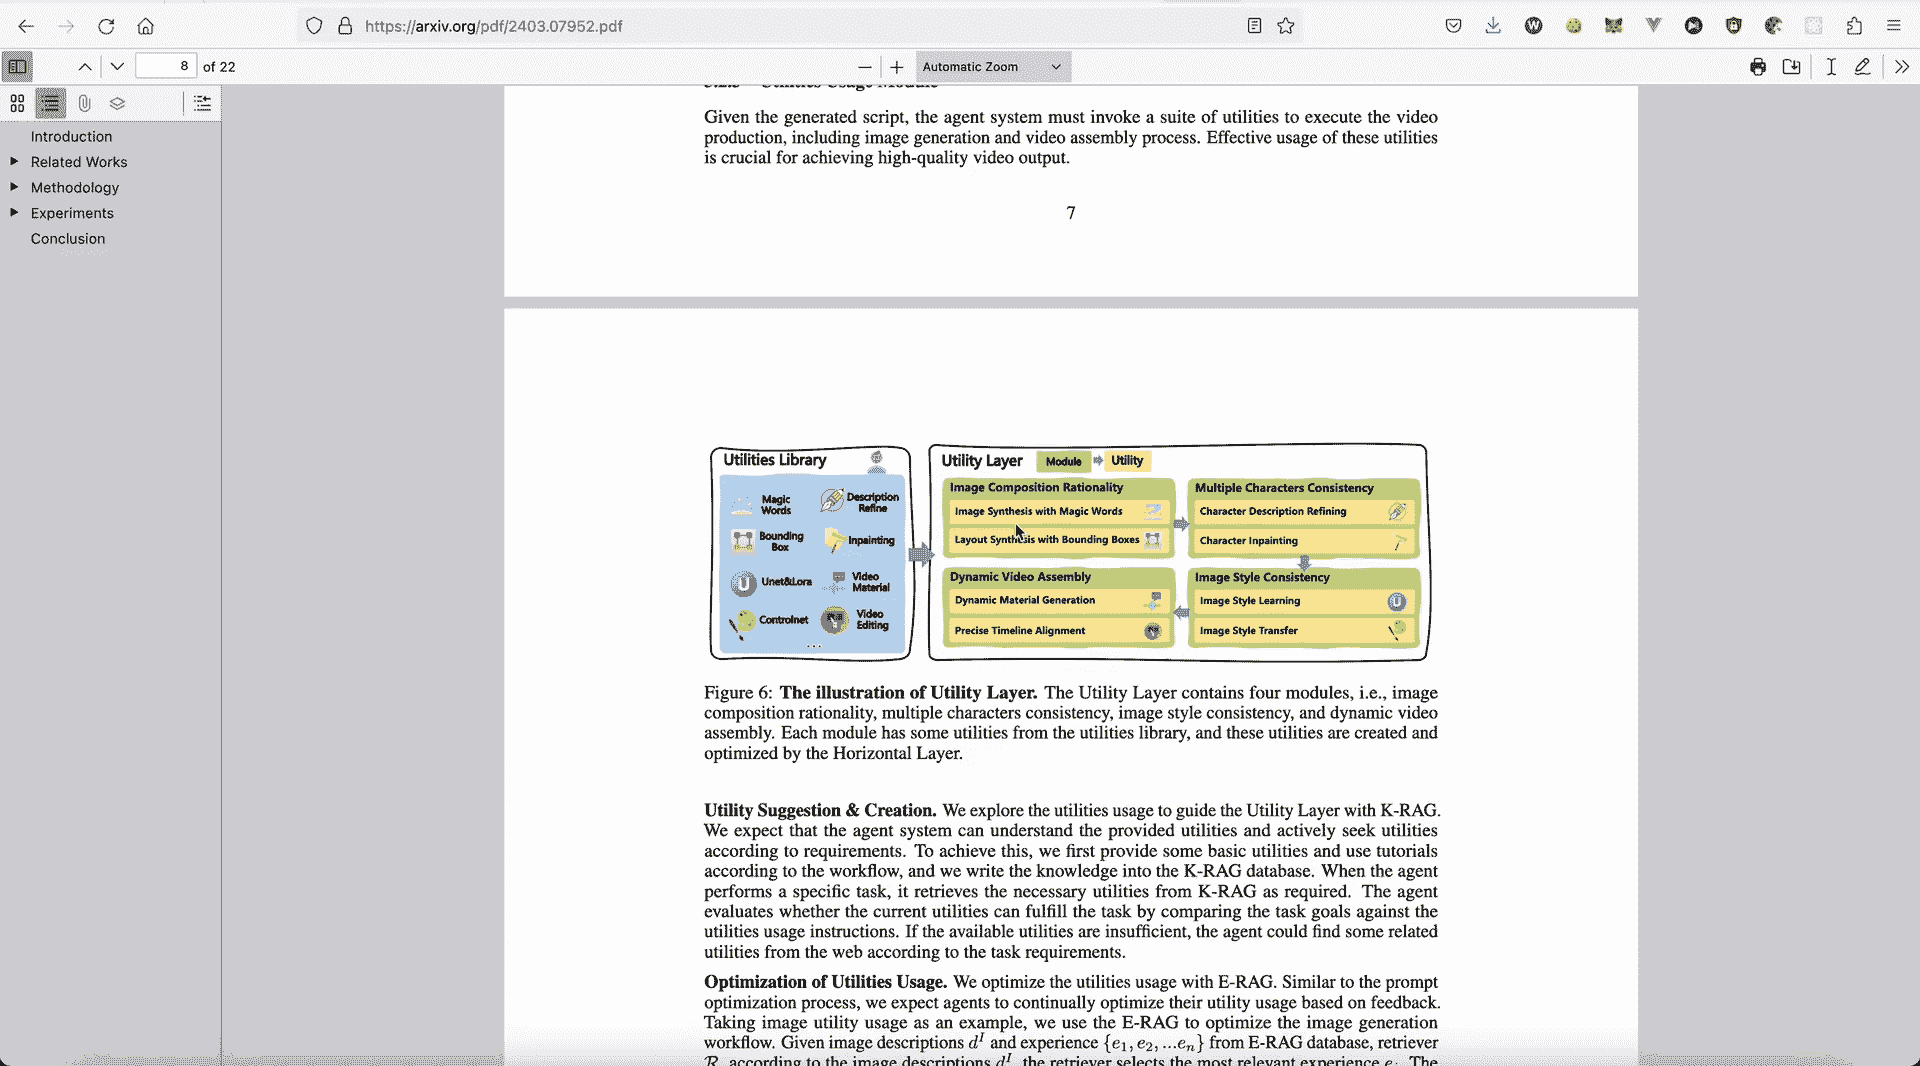 https://arxiv.org/pdf/2403.07952.pdf
8 of 22
Automatic Zoom
Introduction
Related Works
Methodology
Experiments
Conclusion
Given the generated script, the agent system must invoke a suite of utilities to execute the video
production, including image generation and video assembly process. Effective usage of these utilities
is crucial for achieving high-quality video output.
7
Utilities Library
Magic Words
Description Refine
Bounding Box
Inpainting
Unet&Lora
Video Material
Controlnet
Video Editing
...
Utility Layer
Module
Utility
Image Composition Rationality
Image Synthesis with Magic Words
Layout Synthesis with Bounding Boxes
Multiple Characters Consistency
Character Description Refining
Character Inpainting
Dynamic Video Assembly
Dynamic Material Generation
Precise Timeline Alignment
Image Style Consistency
Image Style Learning
Image Style Transfer
Figure 6: The illustration of Utility Layer. The Utility Layer contains four modules, i.e., image
composition rationality, multiple characters consistency, image style consistency, and dynamic video
assembly. Each module has some utilities from the utilities library, and these utilities are created and
optimized by the Horizontal Layer.
Utility Suggestion & Creation. We explore the utilities usage to guide the Utility Layer with K-RAG.
We expect that the agent system can understand the provided utilities and actively seek utilities
according to requirements. To achieve this, we first provide some basic utilities and use tutorials
according to the workflow, and we write the knowledge into the K-RAG database. When the agent
performs a specific task, it retrieves the necessary utilities from K-RAG as required. The agent
evaluates whether the current utilities can fulfill the task by comparing the task goals against the
utilities usage instructions. If the available utilities are insufficient, the agent could find some related
utilities from the web according to the task requirements.
Optimization of Utilities Usage. We optimize the utilities usage with E-RAG. Similar to the prompt
optimization process, we expect agents to continually optimize their utility usage based on feedback.
Taking image utility usage as an example, we use the E-RAG to optimize the image generation
workflow. Given image descriptions d^I and experience {e₁, e₂, ...eₙ} from E-RAG database, retriever
R, according to the image descriptions d^I, the retriever selects the most relevant experience e. The